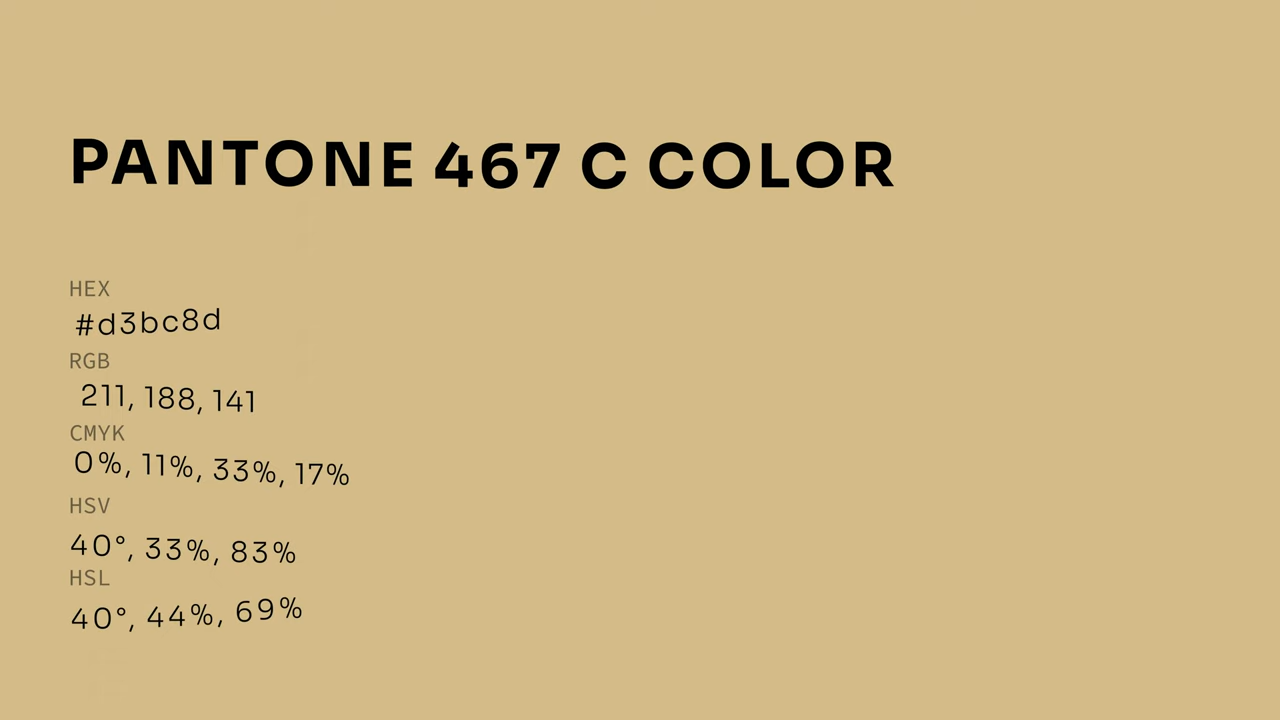 PANTONE 467 C COLOR
HEX
#d3bc8d
RGB
211, 188, 141
CMYK
0%, 11%, 33%, 17%
HSV
40°, 33%, 83%
HSL
40°, 44%, 69%